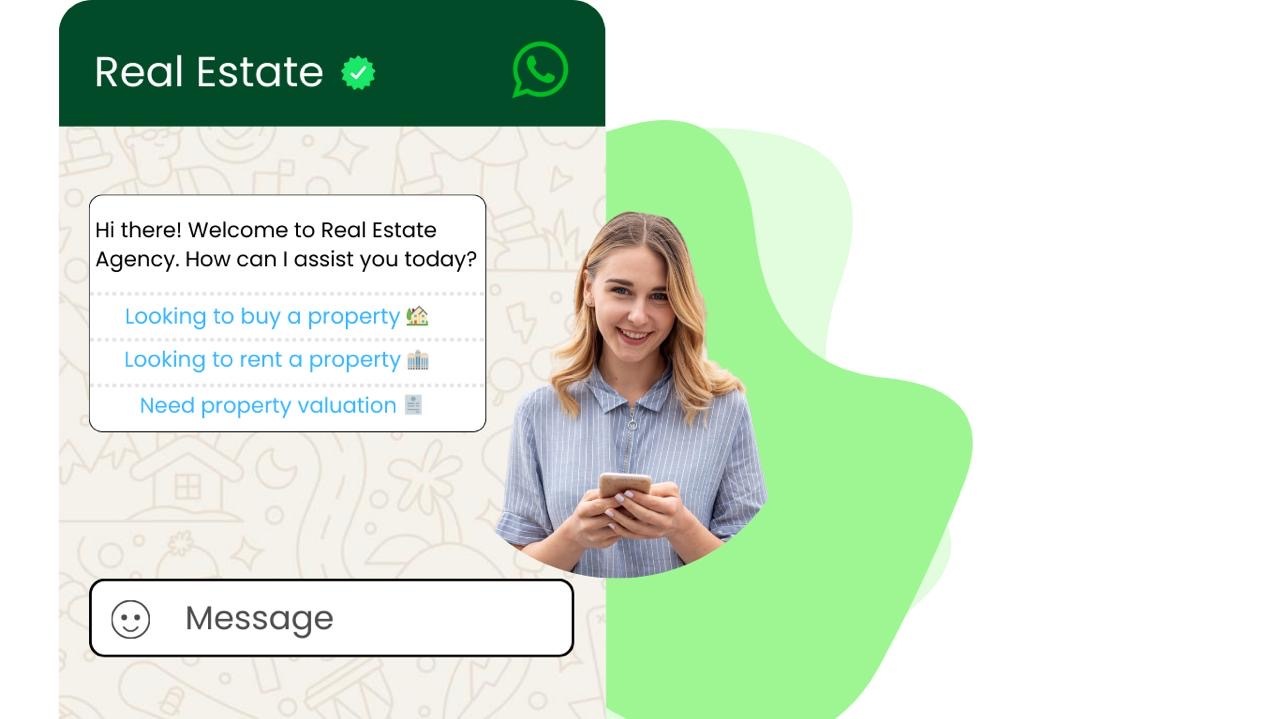 Real Estate
Hi there! Welcome to Real Estate
Agency. How can I assist you today?
Looking to buy a property 🏡
Looking to rent a property 🏬
Need property valuation 📄
Message